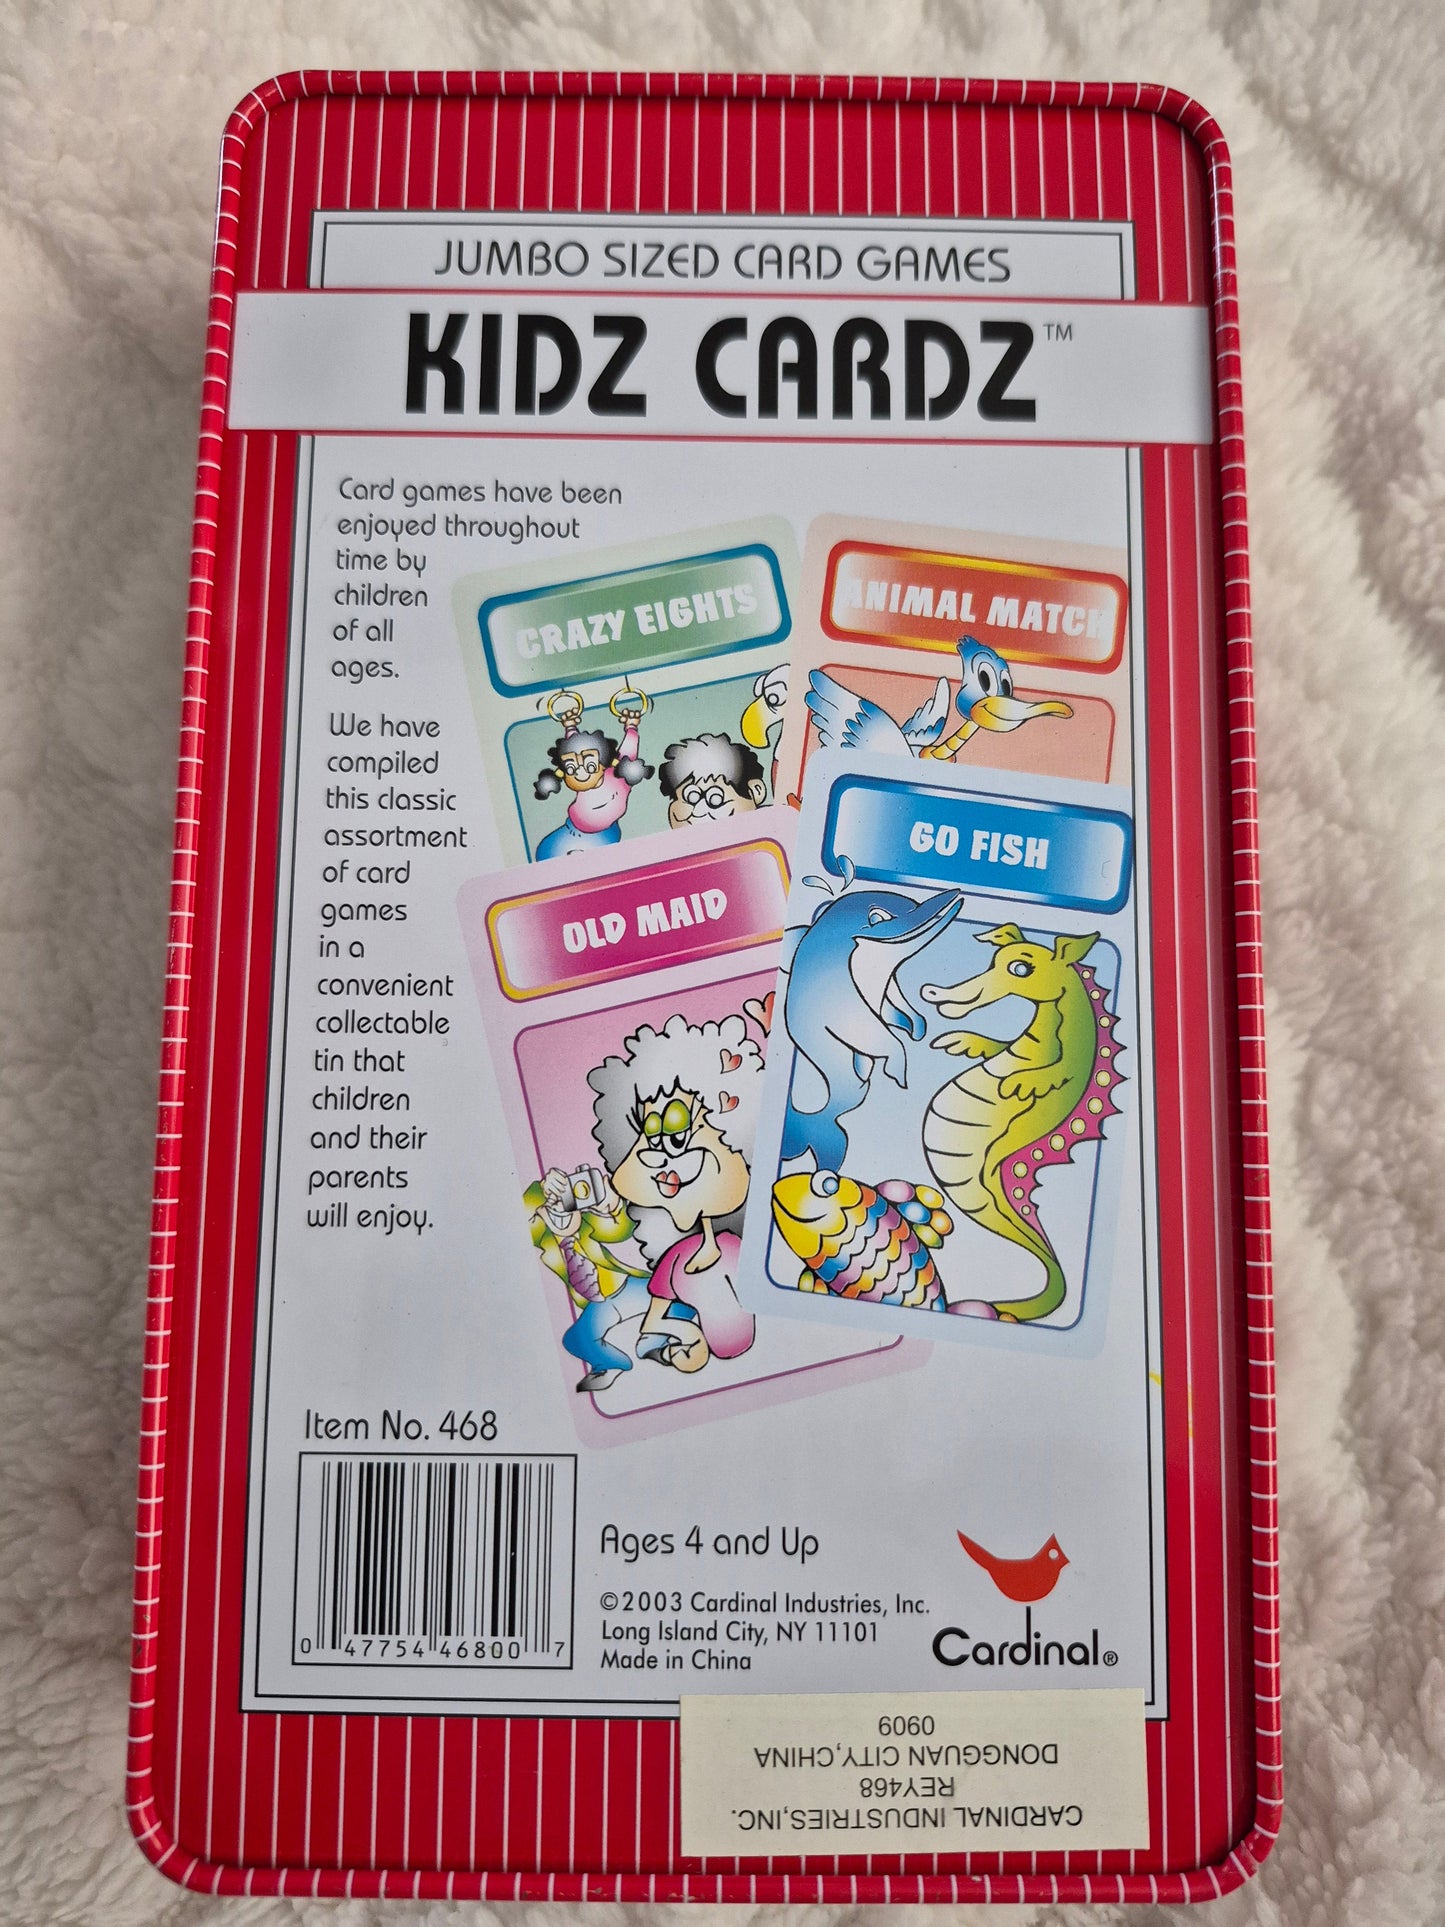 JUMBO SIZED CARD GAMES
KIDZ CARDZ™
Card games have been
enjoyed throughout
time by
children
of all
ages.
We have
compiled
this classic
assortment
of card
games
in a
convenient
collectable
tin that
children
and their
parents
will enjoy.
CRAZY EIGHTS
ANIMAL MATCH
OLD MAID
GO FISH
Item No. 468
0 47754 46800 7
Ages 4 and Up
©2003 Cardinal Industries, Inc.
Long Island City, NY 11101
Made in China
Cardinal®
CARDINAL INDUSTRIES,INC.
REY468
DONGGUAN CITY,CHINA
0909